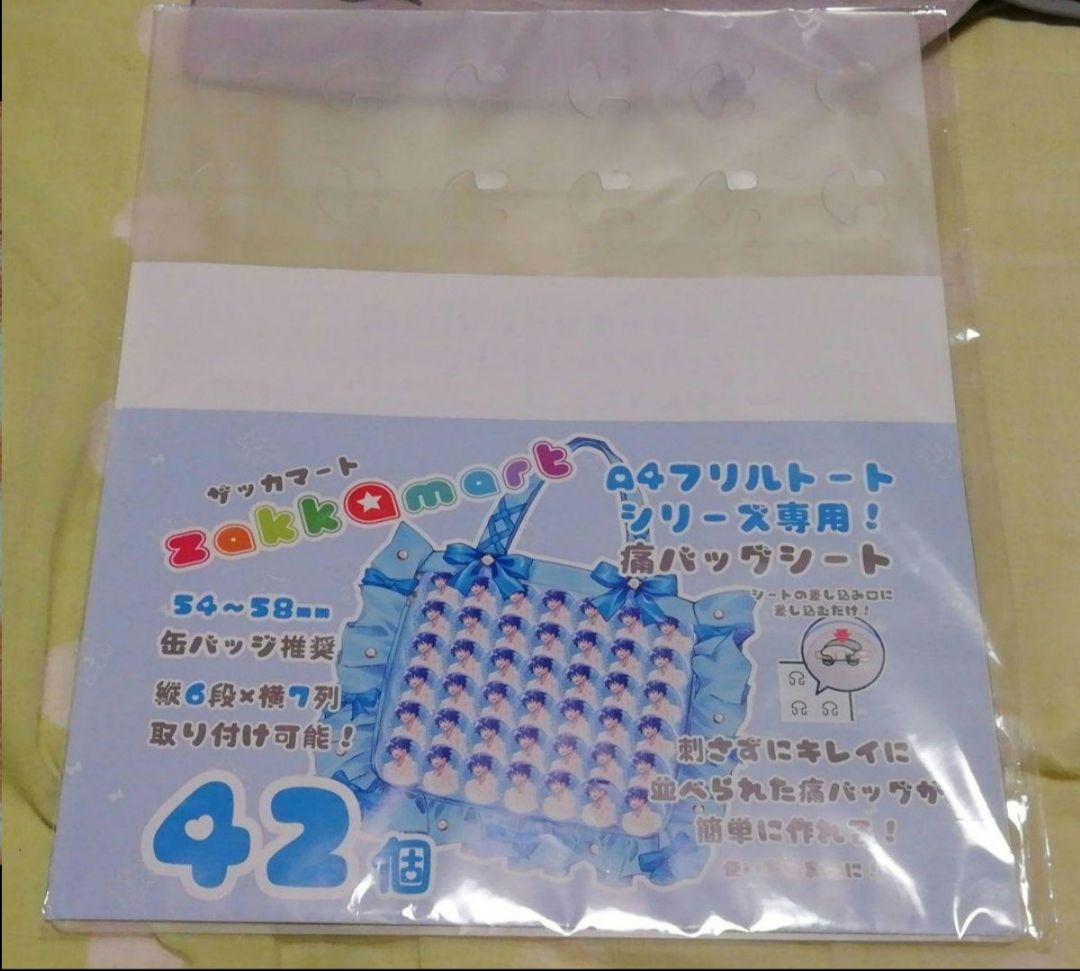 ザッカマート
zakkamart
A4フリルトート
シリーズ専用！
痛バッグシート
シートの差し込み口に
差し込むだけ！
54～58mm
缶バッジ推奨
縦6段×横7列
取り付け可能！
42個
刺さずにキレイに
並べられた痛バッグが
簡単に作れて！